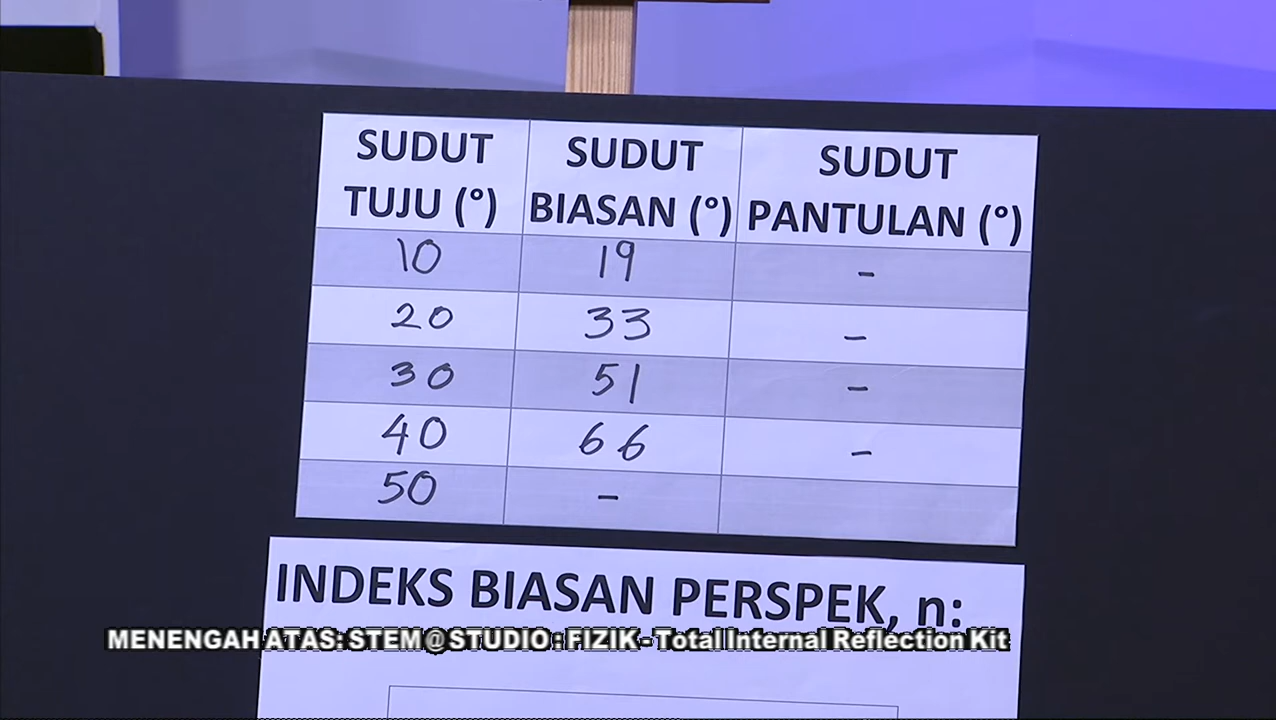 SUDUT TUJU (°) SUDUT BIASAN (°) SUDUT PANTULAN (°)
10 19 -
20 33 -
30 51 -
40 66 -
50 -
INDEKS BIASAN PERSPEK, n:
MENENGAH ATAS: STEM@STUDIO : FIZIK - Total Internal Reflection Kit